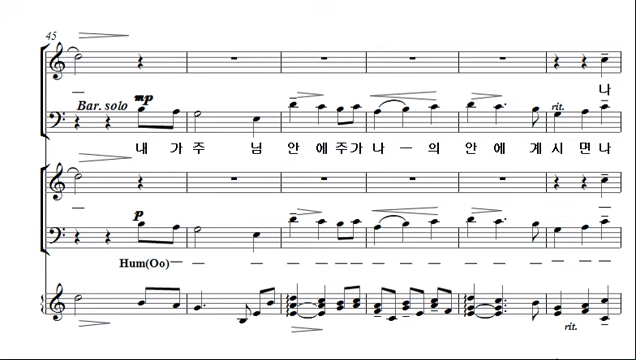 45
나
Bar. solo mp
rit.
내 가 주 님 안 에 주 가 나 의 안 에 계 시 면 나
p
Hum(Oo)
rit.